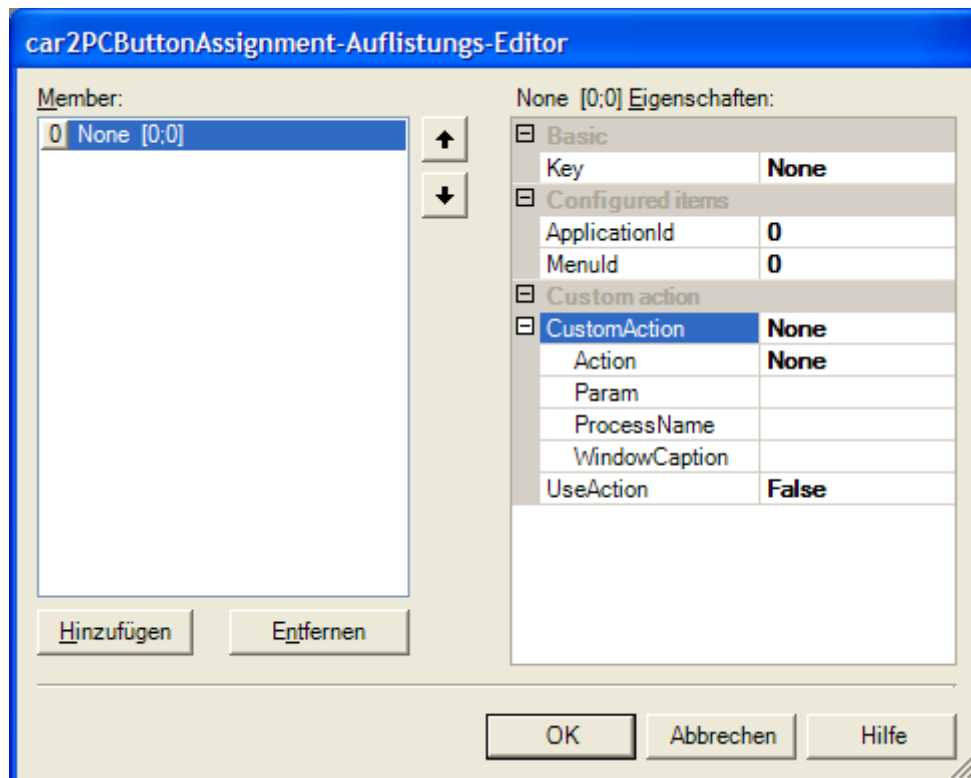 car2PCButtonAssignment-Auflistungs-Editor
Member:
0 None [0;0]
Hinzufügen Entfernen
None [0;0] Eigenschaften:
Basic
Key None
Configured items
ApplicationId 0
MenuId 0
Custom action
CustomAction None
Action None
Param
ProcessName
WindowCaption
UseAction False
OK Abbrechen Hilfe